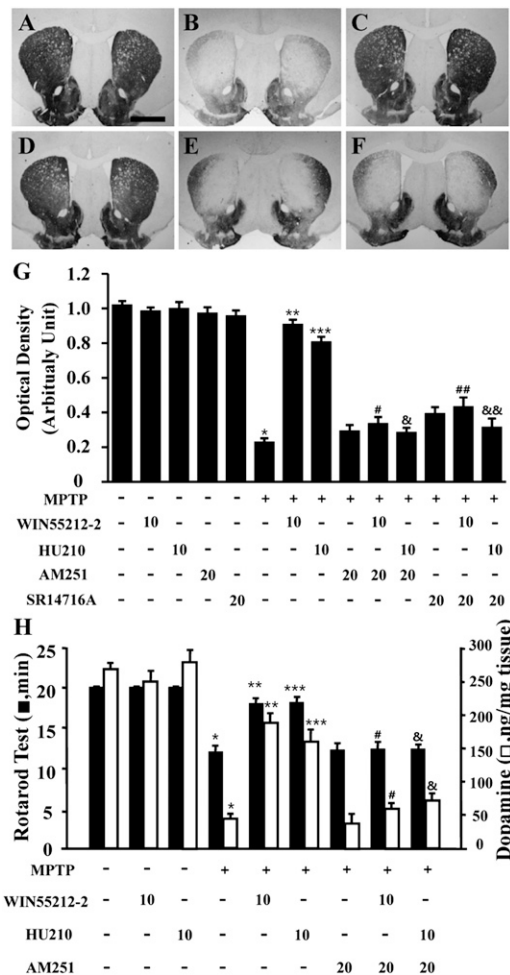 A B C
D E F
G
Optical Density
(Arbitualy Unit)
1.2
1.0
0.8
0.6
0.4
0.2
0
* ** *** # & ## &&
MPTP - - - - - + + + + + + + + +
WIN55212-2 - 10 - - - - 10 - - 10 - - 10 -
HU210 - - 10 - - - - 10 - - 10 - - 10
AM251 - - - 20 - - - - 20 20 20 - - -
SR14716A - - - - 20 - - - - - - 20 20 20
H
Rotarod Test (■,min)
25
20
15
10
5
0
Dopamine (□,ng/mg tissue)
300
250
200
150
100
50
0
* * ** ** *** *** # # & &
MPTP - - - + + + + + +
WIN55212-2 - 10 - - 10 - - 10 -
HU210 - - 10 - - 10 - - 10
AM251 - - - - - - 20 20 20